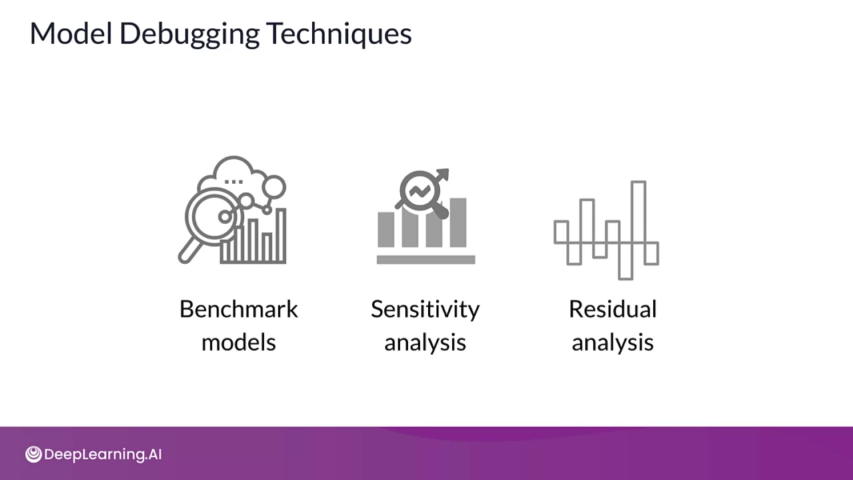 Model Debugging Techniques
Benchmark
models
Sensitivity
analysis
Residual
analysis
DeepLearning.AI